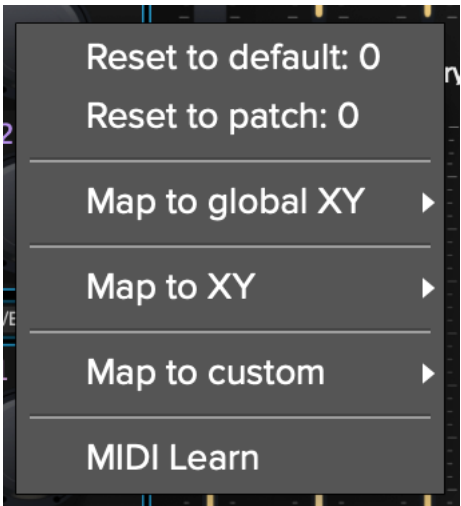 Reset to default: 0
Reset to patch: 0
Map to global XY
Map to XY
Map to custom
MIDI Learn
2